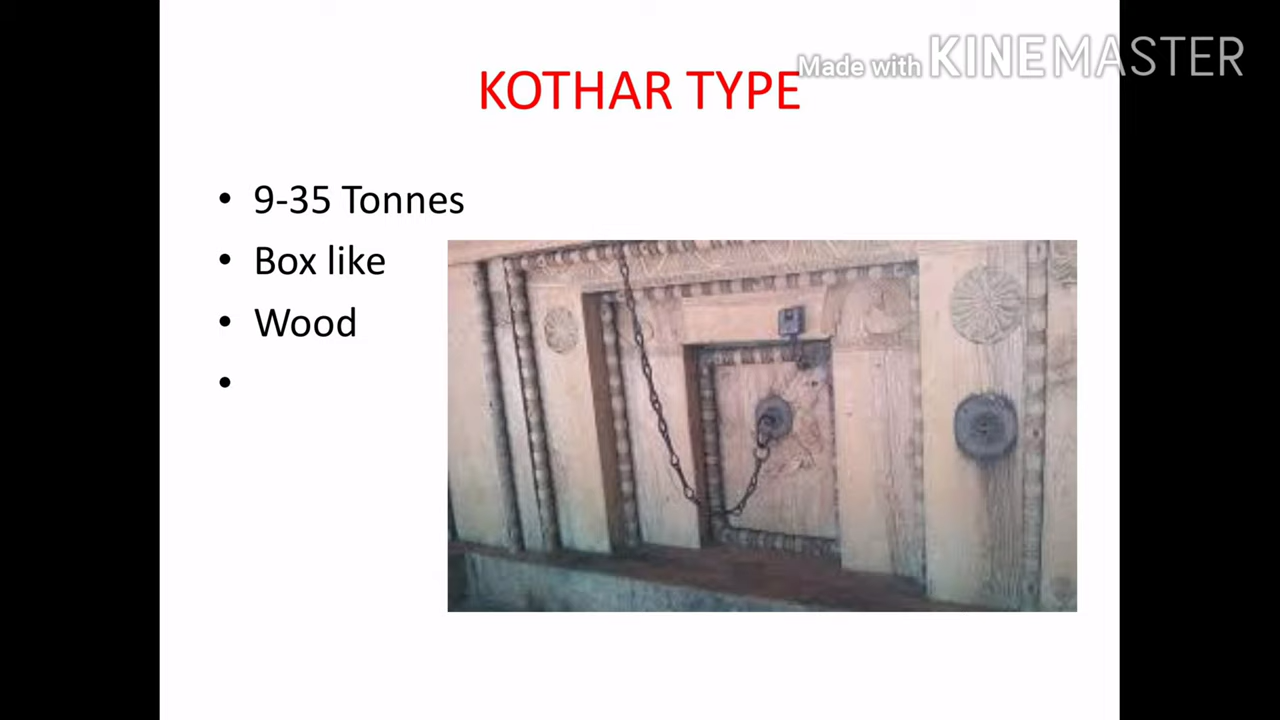 Made with KINEMASTER
KOTHAR TYPE
• 9-35 Tonnes
• Box like
• Wood
•